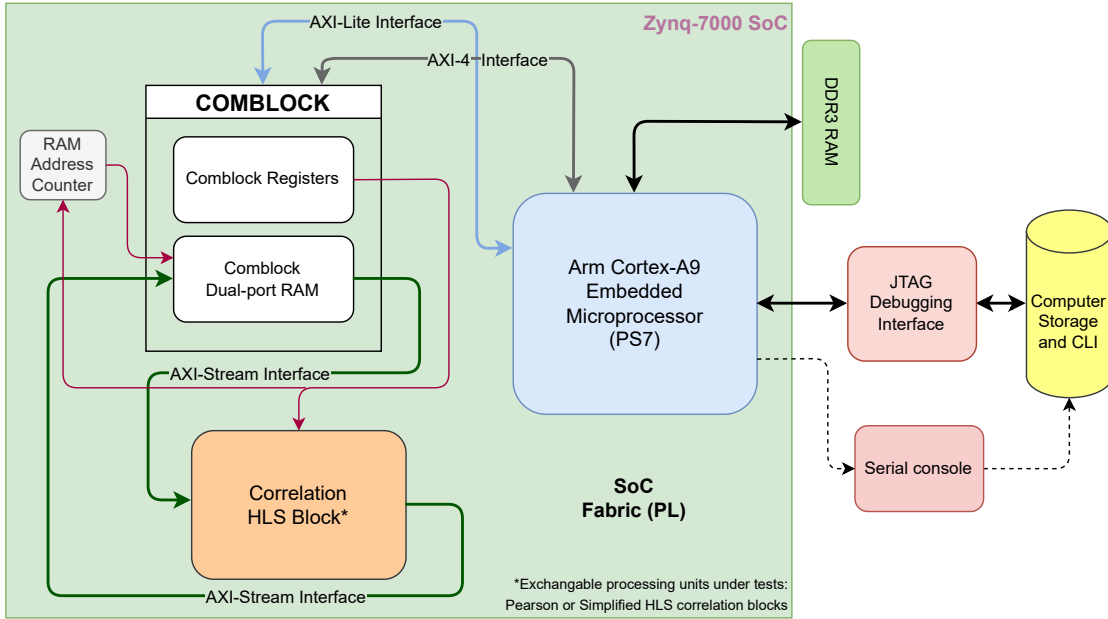 AXI-Lite Interface
Zynq-7000 SoC
AXI-4 Interface
COMBLOCK
DDR3 RAM
RAM
Address
Counter
Comblock Registers
Comblock
Dual-port RAM
Arm Cortex-A9
Embedded
Microprocessor
(PS7)
JTAG
Debugging
Interface
Computer
Storage
and CLI
AXI-Stream Interface
Serial console
Correlation
HLS Block*
SoC
Fabric (PL)
AXI-Stream Interface
*Exchangable processing units under tests:
Pearson or Simplified HLS correlation blocks